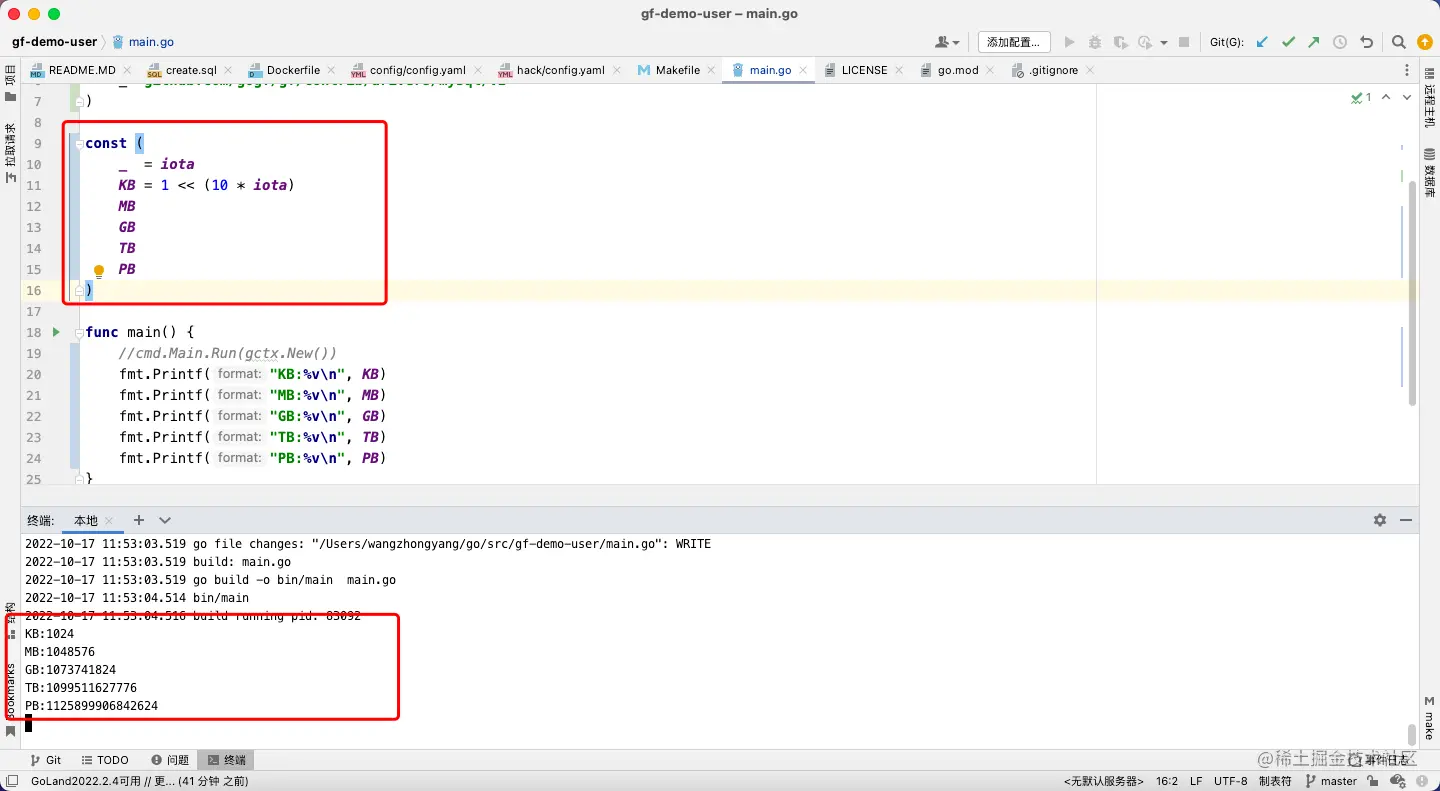 gf-demo-user – main.go
gf-demo-user
main.go
添加配置...
Git(G):
README.MD
create.sql
Dockerfile
config/config.yaml
hack/config.yaml
Makefile
main.go
LICENSE
go.mod
.gitignore
项目
拉取请求
结构
Bookmarks
远程主机
数据库
make
1
7 )
8
9 const (
10 _ = iota
11 KB = 1 << (10 * iota)
12 MB
13 GB
14 TB
15 PB
16 )
17
18 func main() {
19 //cmd.Main.Run(gctx.New())
20 fmt.Printf( format: "KB:%v\n", KB)
21 fmt.Printf( format: "MB:%v\n", MB)
22 fmt.Printf( format: "GB:%v\n", GB)
23 fmt.Printf( format: "TB:%v\n", TB)
24 fmt.Printf( format: "PB:%v\n", PB)
25 }
终端: 本地
2022-10-17 11:53:03.519 go file changes: "/Users/wangzhongyang/go/src/gf-demo-user/main.go": WRITE
2022-10-17 11:53:03.519 build: main.go
2022-10-17 11:53:03.519 go build -o bin/main  main.go
2022-10-17 11:53:04.514 bin/main
2022-10-17 11:53:04.516 build running pid: 83092
KB:1024
MB:1048576
GB:1073741824
TB:1099511627776
PB:1125899906842624
Git
TODO
问题
终端
事件日志
@稀土掘金技术社区
GoLand2022.2.4可用 // 更... (41 分钟 之前)
<无默认服务器>
16:2
LF
UTF-8
制表符
master